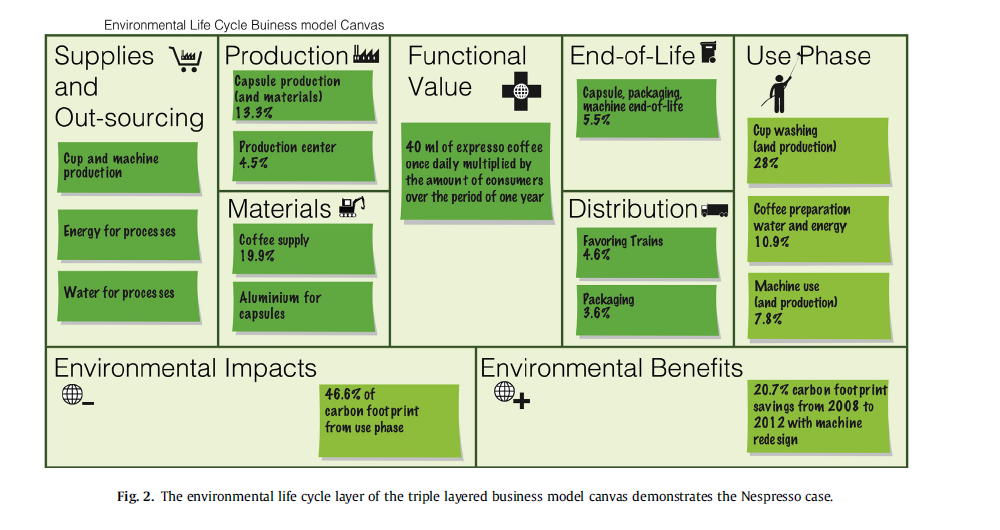 Environmental Life Cycle Buiness model Canvas
Supplies
and
Out-sourcing
Cup and machine
production
Energy for processes
Water for processes
Production
Capsule production
(and materials)
13.3%
Production center
4.5%
Materials
Coffee supply
19.9%
Aluminium for
capsules
Functional
Value
40 ml of expresso coffee
once daily multiplied by
the amount of consumers
over the period of one year
End-of-Life
Capsule, packaging,
machine end-of-life
5.5%
Distribution
Favoring Trains
4.6%
Packaging
3.6%
Use Phase
Cup washing
(and production)
28%
Coffee preparation
water and energy
10.9%
Machine use
(and production)
7.8%
Environmental Impacts
46.6% of
carbon footprint
from use phase
Environmental Benefits
20.7% carbon footprint
savings from 2008 to
2012 with machine
redesign
Fig. 2. The environmental life cycle layer of the triple layered business model canvas demonstrates the Nespresso case.